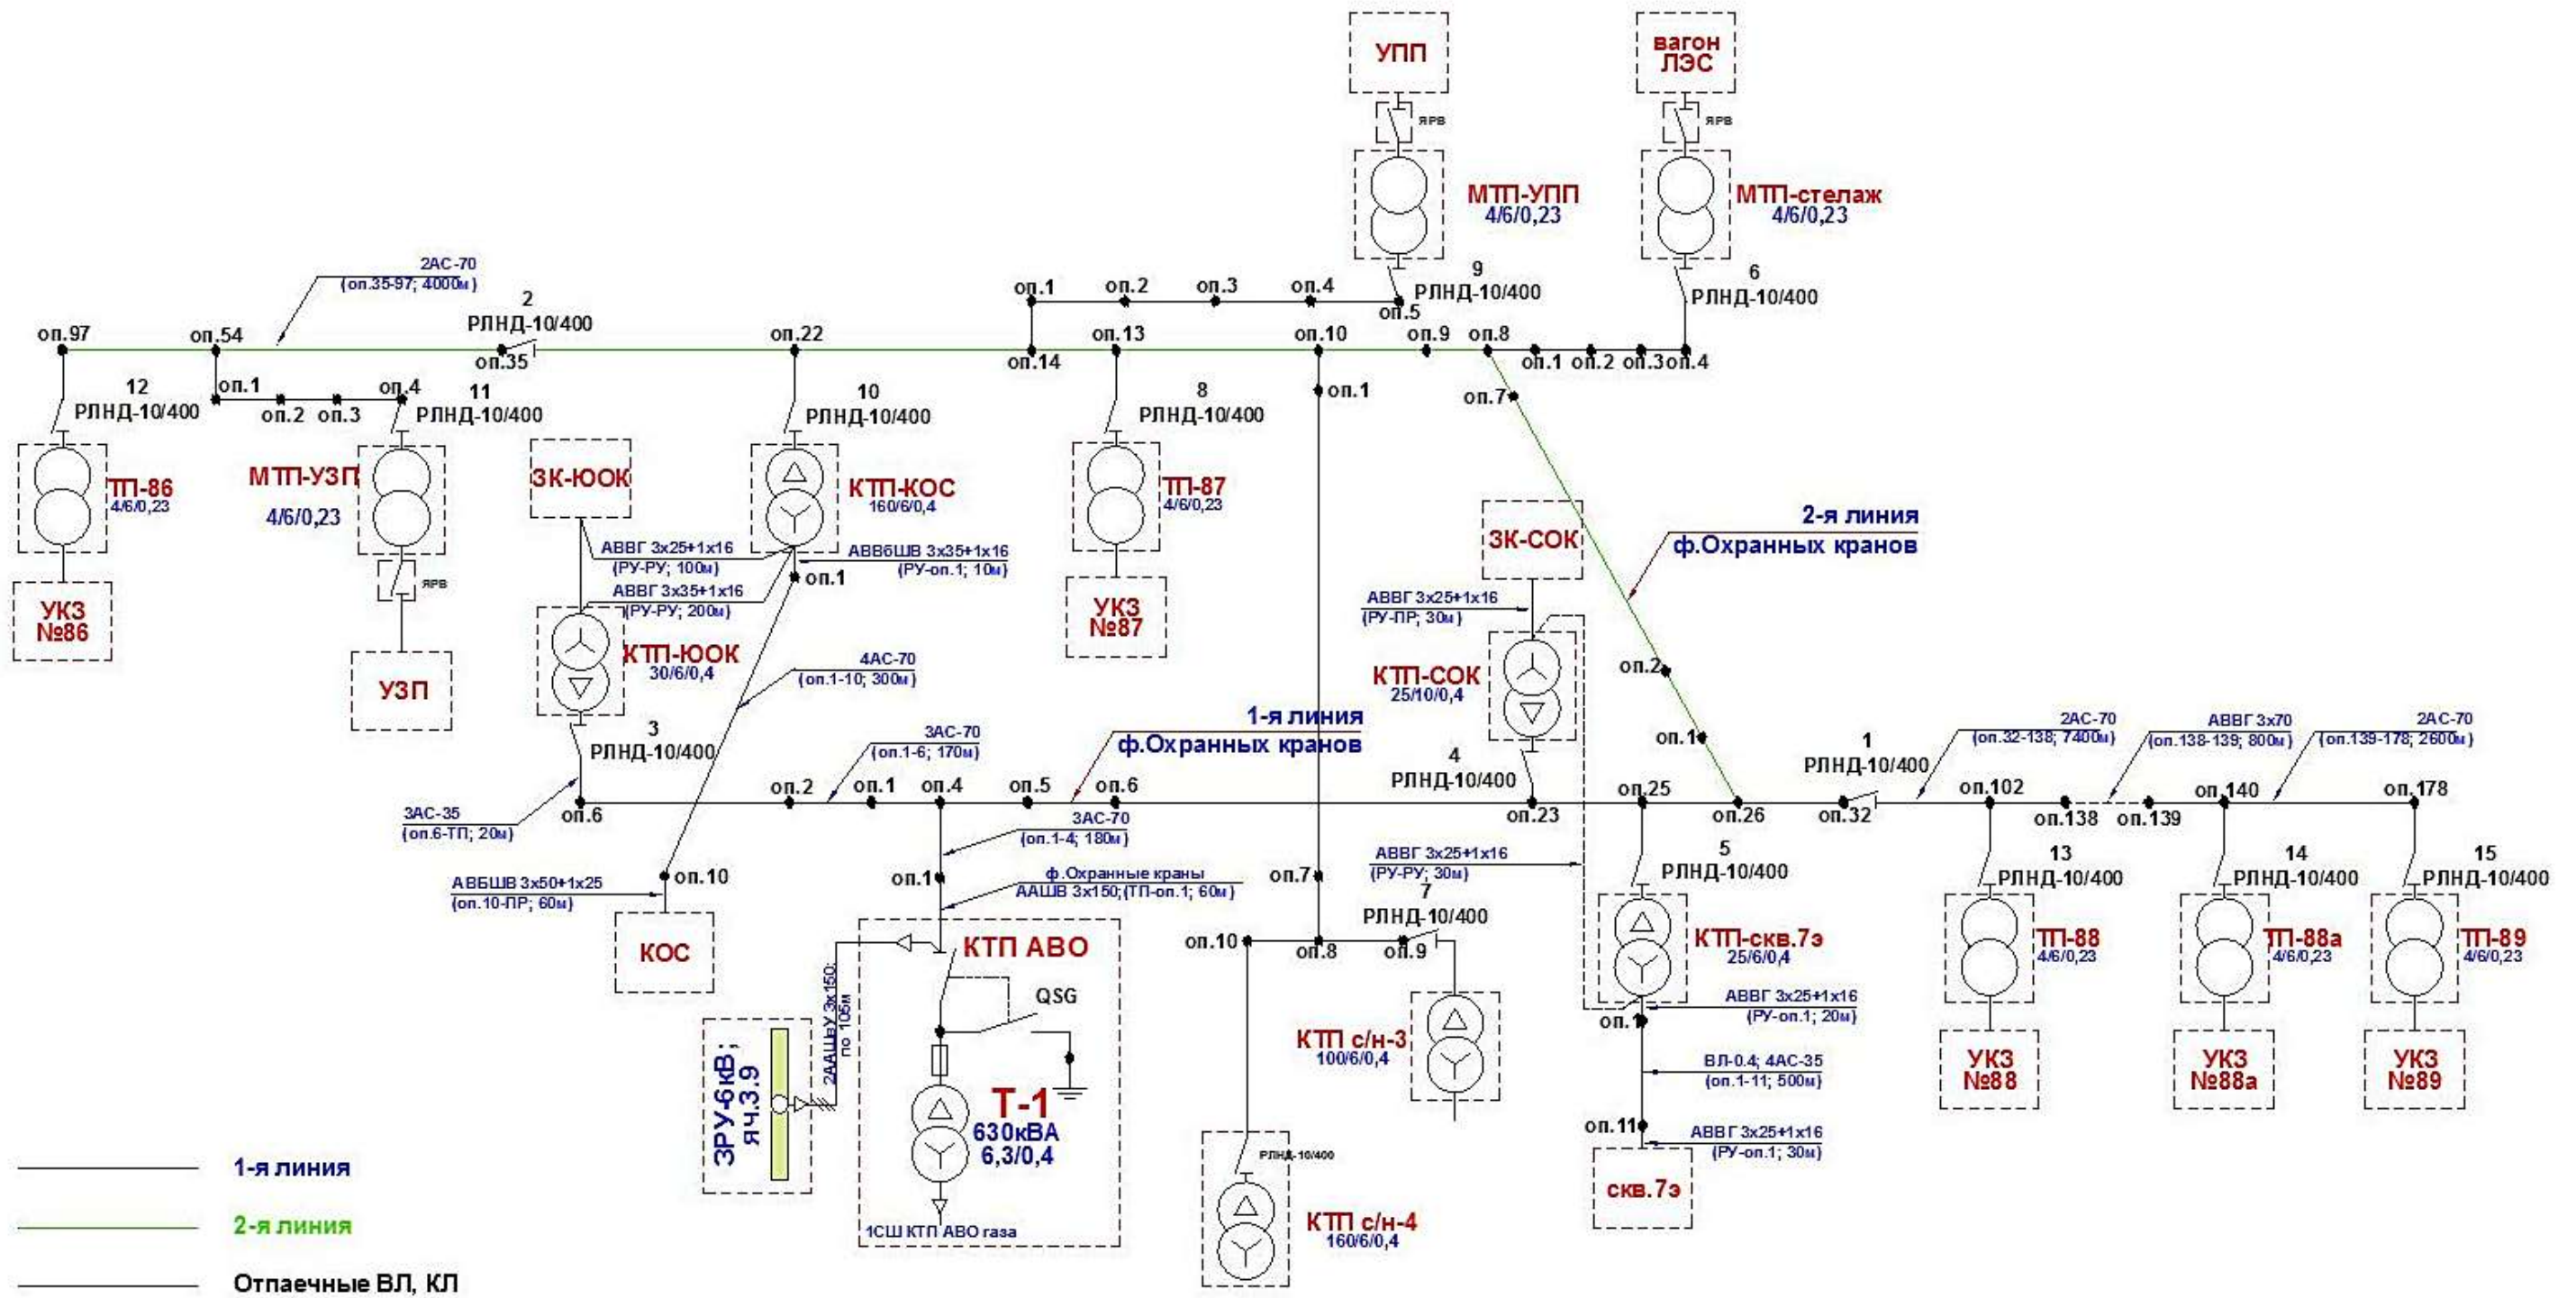 УПП
вагон
ЛЭС
ЯРВ
ЯРВ
МТП-УПП
4/6/0,23
МТП-стелаж
4/6/0,23
2АС-70
(оп.35-97; 4000м)
2
РЛНД-10/400
9
РЛНД-10/400
6
РЛНД-10/400
оп.1
оп.2
оп.3
оп.4
оп.5
оп.97
оп.54
оп.35
оп.22
оп.14
оп.13
оп.10
оп.9
оп.8
оп.1
оп.2
оп.3
оп.4
12
РЛНД-10/400
оп.1
оп.2
оп.3
оп.4
11
РЛНД-10/400
10
РЛНД-10/400
8
РЛНД-10/400
оп.1
оп.7
ТП-86
4/6/0,23
МТП-УЗП
4/6/0,23
ЗК-ЮОК
КТП-КОС
160/6/0,4
ТП-87
4/6/0,23
2-я линия
ф.Охранных кранов
ЗК-СОК
АВВГ 3х25+1х16
(РУ-РУ; 100м)
АВВбШВ 3х35+1х16
(РУ-оп.1; 10м)
оп.1
АВВГ 3х35+1х16
(РУ-РУ; 200м)
ЯРВ
УКЗ
№86
УКЗ
№87
АВВГ 3х25+1х16
(РУ-ПР; 30м)
УЗП
КТП-ЮОК
30/6/0,4
4АС-70
(оп.1-10; 300м)
КТП-СОК
25/10/0,4
оп.2
оп.1
3
РЛНД-10/400
3АС-70
(оп.1-6; 170м)
1-я линия
ф.Охранных кранов
4
РЛНД-10/400
1
РЛНД-10/400
2АС-70
(оп.32-138; 7400м)
АВВГ 3х70
(оп.138-139; 800м)
2АС-70
(оп.139-178; 2600м)
оп.6
оп.2
оп.1
оп.4
оп.5
оп.6
оп.23
оп.25
оп.26
оп.32
оп.102
оп.138
оп.139
оп.140
оп.178
3АС-35
(оп.6-ТП; 20м)
3АС-70
(оп.1-4; 180м)
АВБШВ 3х50+1х25
(оп.10-ПР; 60м)
оп.10
оп.1
ф.Охранные краны
ААШВ 3х150;(ТП-оп.1; 60м)
оп.7
АВВГ 3х25+1х16
(РУ-РУ; 30м)
7
РЛНД-10/400
5
РЛНД-10/400
13
РЛНД-10/400
14
РЛНД-10/400
15
РЛНД-10/400
КОС
КТП АВО
оп.10
оп.8
оп.9
КТП-скв.7э
25/6/0,4
ТП-88
4/6/0,23
ТП-88а
4/6/0,23
ТП-89
4/6/0,23
2ААШвУ 3х150;
по 105м
QSG
АВВГ 3х25+1х16
(РУ-оп.1; 20м)
оп.1
ЗРУ-6кВ;
яч.3.9
КТП с/н-3
100/6/0,4
Т-1
630кВА
6,3/0,4
ВЛ-0.4; 4АС-35
(оп.1-11; 500м)
УКЗ
№88
УКЗ
№88а
УКЗ
№89
оп.11
АВВГ 3х25+1х16
(РУ-оп.1; 30м)
РЛНД-10/400
скв.7э
КТП с/н-4
160/6/0,4
1СШ КТП АВО газа
1-я линия
2-я линия
Отпаечные ВЛ, КЛ